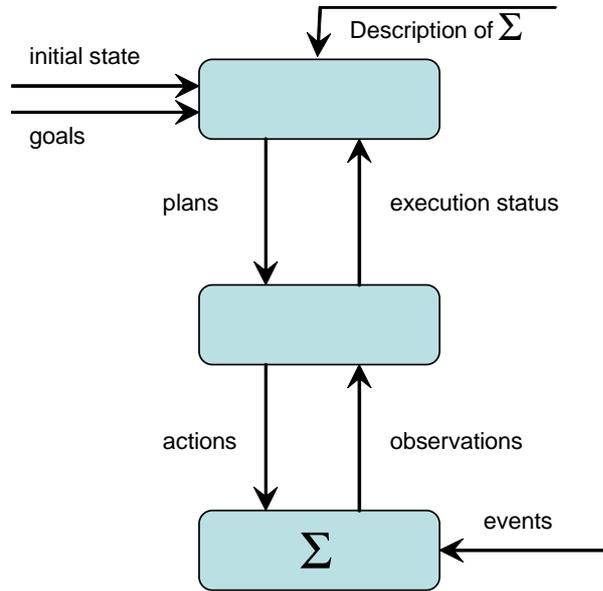 Description of Σ
initial state
goals
plans
execution status
actions
observations
events
Σ